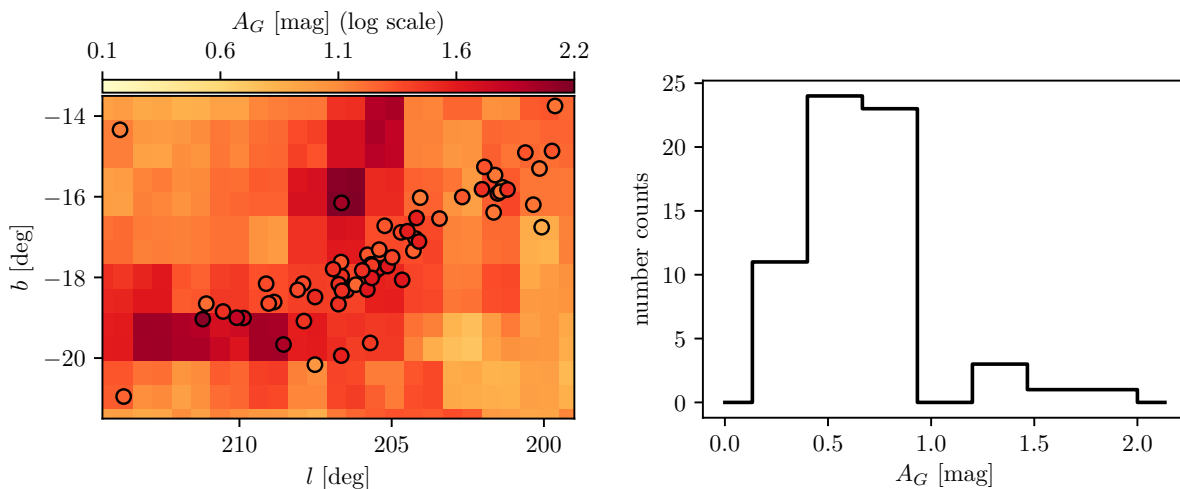 A_G [mag] (log scale)
0.1 0.6 1.1 1.6 2.2
−14
−16
−18
−20
b [deg]
210 205 200
l [deg]
25
20
15
10
5
0
number counts
0.0 0.5 1.0 1.5 2.0
A_G [mag]